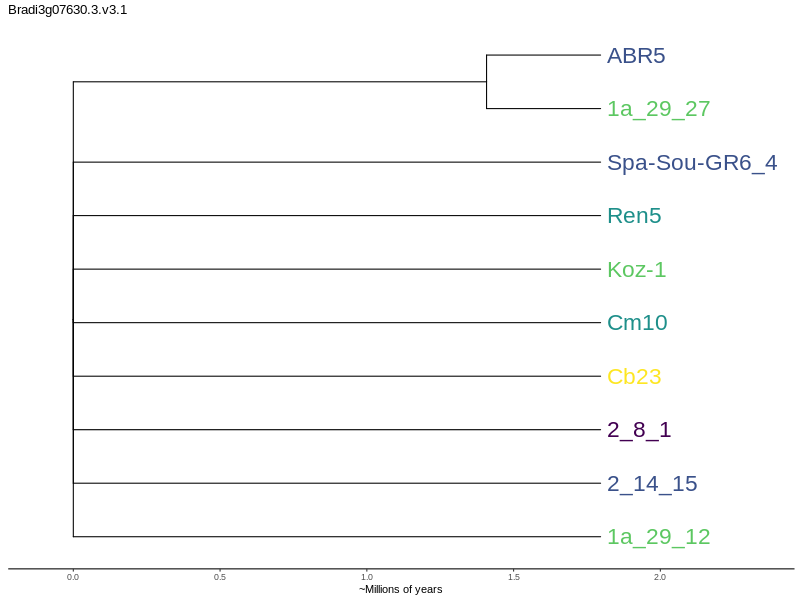 Bradi3g07630.3.v3.1
ABR5
1a_29_27
Spa-Sou-GR6_4
Ren5
Koz-1
Cm10
Cb23
2_8_1
2_14_15
1a_29_12
0.0 0.5 1.0 1.5 2.0
~Millions of years